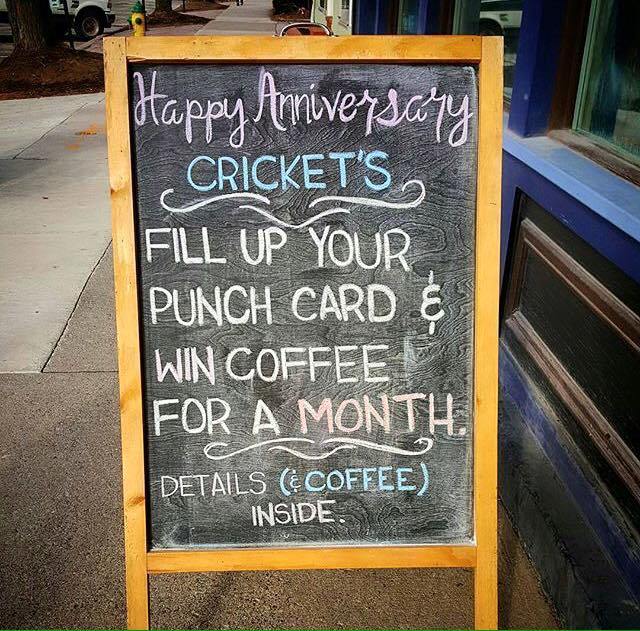 Happy Anniversary
CRICKET'S
FILL UP YOUR
PUNCH CARD &
WIN COFFEE
FOR A MONTH.
DETAILS (& COFFEE)
INSIDE.